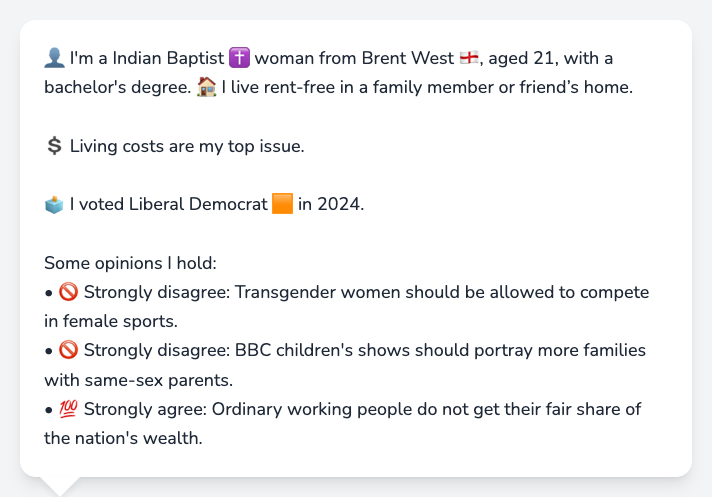 👤 I'm a Indian Baptist ✝️ woman from Brent West 🏴󠁧󠁢󠁥󠁮󠁧󠁿, aged 21, with a
bachelor's degree. 🏠 I live rent-free in a family member or friend’s home.
💲 Living costs are my top issue.
🗳️ I voted Liberal Democrat 🟧 in 2024.
Some opinions I hold:
• 🚫 Strongly disagree: Transgender women should be allowed to compete
in female sports.
• 🚫 Strongly disagree: BBC children's shows should portray more families
with same-sex parents.
• 💯 Strongly agree: Ordinary working people do not get their fair share of
the nation's wealth.